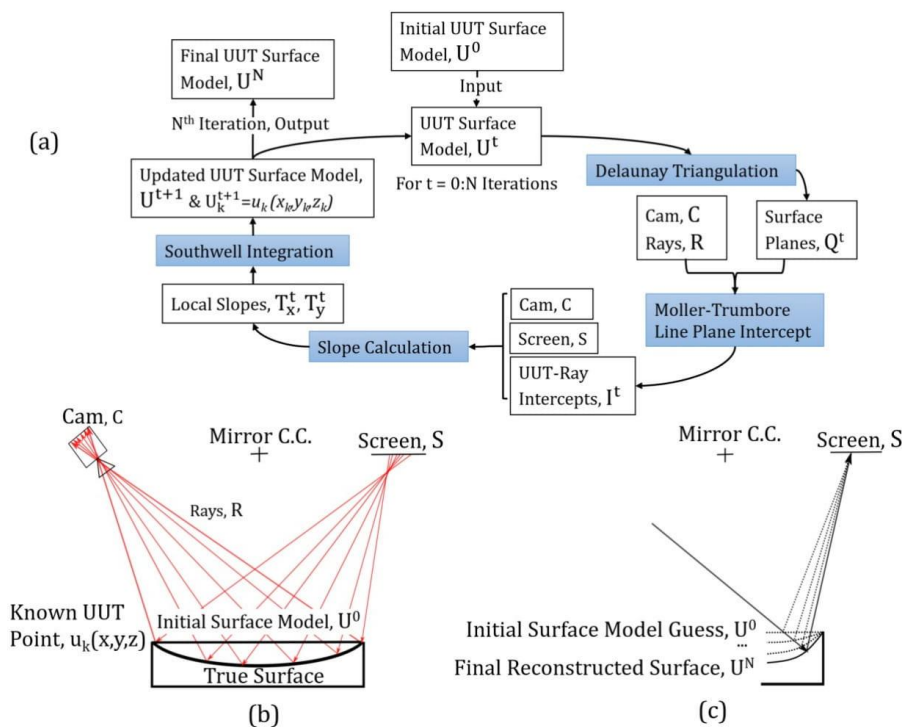 Final UUT Surface
Model, U^N
Initial UUT Surface
Model, U^0
Input
N^th Iteration, Output
(a)
UUT Surface
Model, U^t
For t = 0:N Iterations
Updated UUT Surface Model,
U^t+1 & U_k^t+1=u_k(x_k,y_k,z_k)
Delaunay Triangulation
Cam, C
Rays, R
Surface
Planes, Q^t
Southwell Integration
Local Slopes, T_x^t, T_y^t
Slope Calculation
Cam, C
Screen, S
UUT-Ray
Intercepts, I^t
Moller-Trumbore
Line Plane Intercept
Cam, C
Mirror C.C.
+
Screen, S
Rays, R
Known UUT
Point, u_k(x,y,z)
Initial Surface Model, U^0
True Surface
(b)
Mirror C.C.
+
Screen, S
Initial Surface Model Guess, U^0
...
Final Reconstructed Surface, U^N
(c)